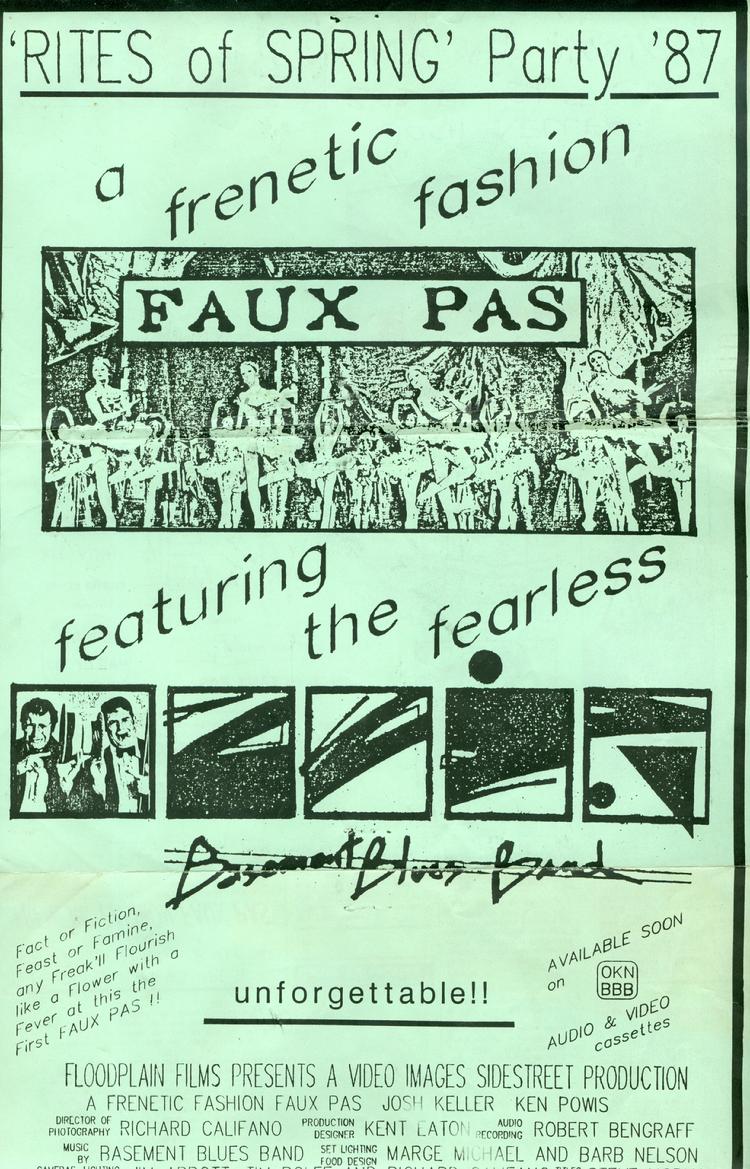 'RITES of SPRING' Party '87
a frenetic fashion
FAUX PAS
featuring the fearless
Basement Blues Band
Fact or Fiction,
Feast or Famine,
any Freak'll Flourish
like a Flower with a
Fever at this the
First FAUX PAS !!
unforgettable!!
AVAILABLE SOON
on
OKN
BBB
AUDIO & VIDEO
cassettes
FLOODPLAIN FILMS PRESENTS A VIDEO IMAGES SIDESTREET PRODUCTION
A FRENETIC FASHION FAUX PAS JOSH KELLER KEN POWIS
DIRECTOR OF PHOTOGRAPHY RICHARD CALIFANO PRODUCTION DESIGNER KENT EATON AUDIO RECORDING ROBERT BENGRAFF
MUSIC BY BASEMENT BLUES BAND SET LIGHTING FOOD DESIGN MARGE MICHAEL AND BARB NELSON